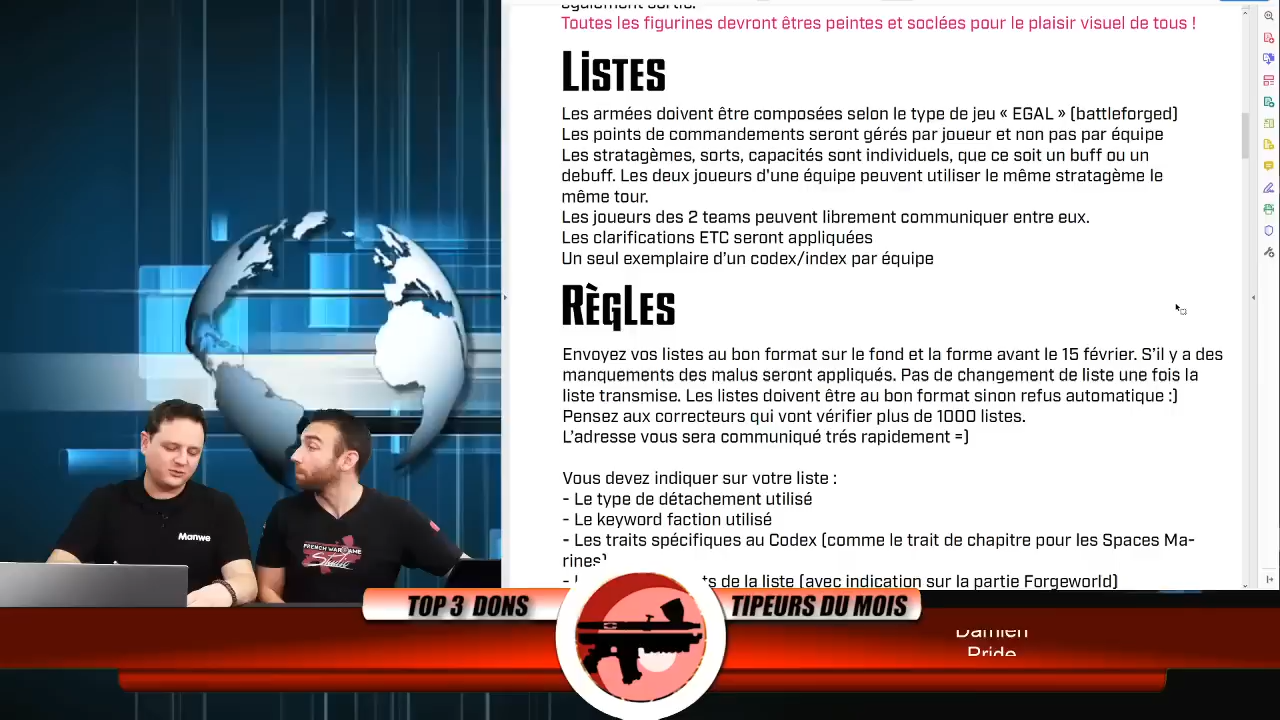 Toutes les figurines devront êtres peintes et soclées pour le plaisir visuel de tous !
Listes
Les armées doivent être composées selon le type de jeu « EGAL » (battleforged)
Les points de commandements seront gérés par joueur et non pas par équipe
Les stratagèmes, sorts, capacités sont individuels, que ce soit un buff ou un
debuff. Les deux joueurs d'une équipe peuvent utiliser le même stratagème le
même tour.
Les joueurs des 2 teams peuvent librement communiquer entre eux.
Les clarifications ETC seront appliquées
Un seul exemplaire d'un codex/index par équipe
Règles
Envoyez vos listes au bon format sur le fond et la forme avant le 15 février. S'il y a des
manquements des malus seront appliqués. Pas de changement de liste une fois la
liste transmise. Les listes doivent être au bon format sinon refus automatique :)
Pensez aux correcteurs qui vont vérifier plus de 1000 listes.
L'adresse vous sera communiqué trés rapidement =)
Vous devez indiquer sur votre liste :
- Le type de détachement utilisé
- Le keyword faction utilisé
- Les traits spécifiques au Codex (comme le trait de chapitre pour les Spaces Ma-
rines)
de la liste (avec indication sur la partie Forgeworld)
Manwe
FRENCH WARGAME
Studio
TOP 3 DONS
TIPEURS DU MOIS
Damien
Pride